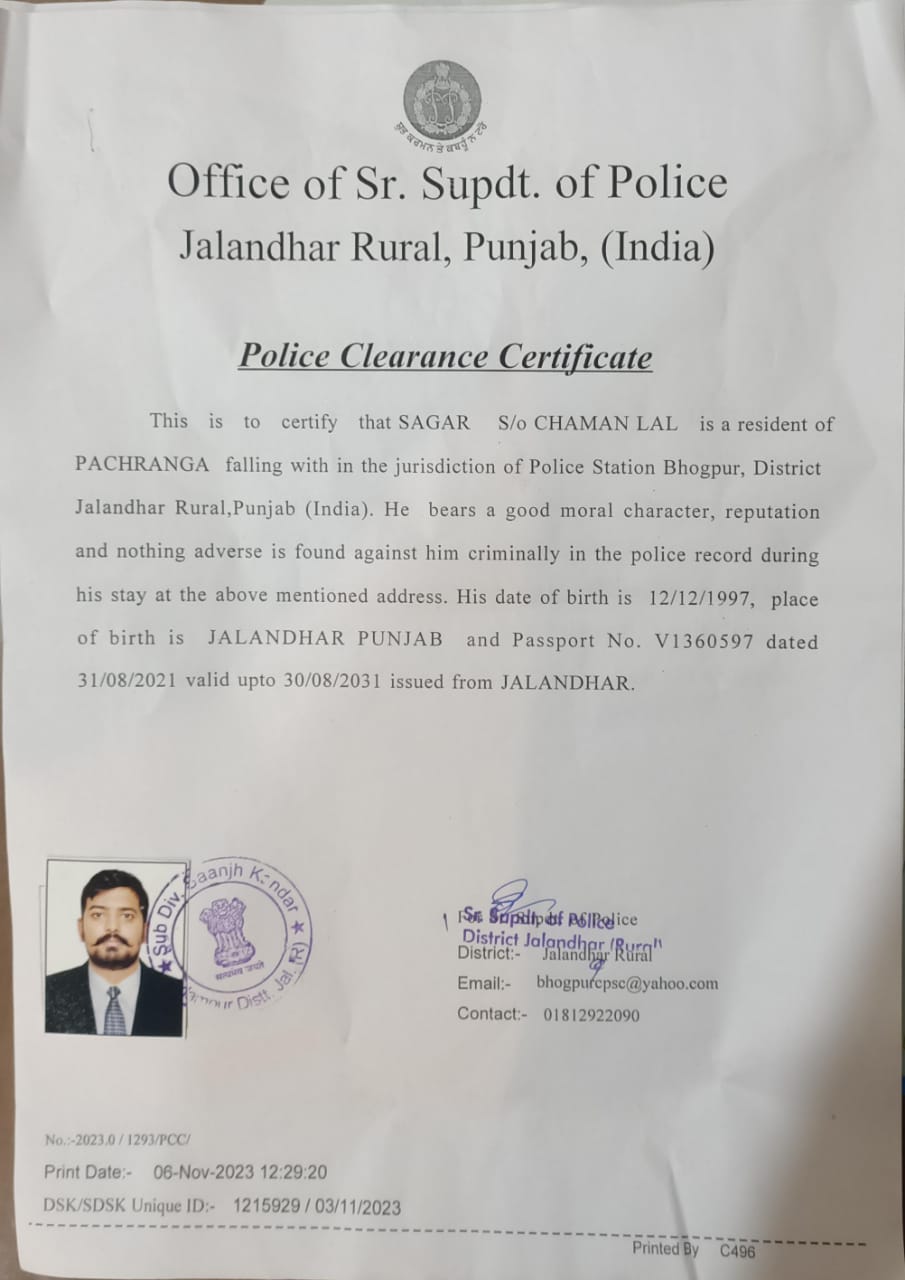 ਸ਼ੁਭ ਕਰਮਨ ਤੇ ਕਬਹੂੰ ਨ ਟਰੋਂ
Office of Sr. Supdt. of Police
Jalandhar Rural, Punjab, (India)
Police Clearance Certificate
This is to certify that SAGAR S/o CHAMAN LAL is a resident of
PACHRANGA falling with in the jurisdiction of Police Station Bhogpur, District
Jalandhar Rural,Punjab (India). He bears a good moral character, reputation
and nothing adverse is found against him criminally in the police record during
his stay at the above mentioned address. His date of birth is 12/12/1997, place
of birth is JALANDHAR PUNJAB and Passport No. V1360597 dated
31/08/2021 valid upto 30/08/2031 issued from JALANDHAR.
Sub Div. Saanjh Kendar
Distt. Jal. (R)
सत्यमेव जयते
Sr. Supdt. of Police
District Jalandhar (Rural)
of Police
District:- Jalandhar Rural
Email:- bhogpurcpsc@yahoo.com
Contact:- 01812922090
No.:-2023.0 / 1293/PCC/
Print Date:- 06-Nov-2023 12:29:20
DSK/SDSK Unique ID:- 1215929 / 03/11/2023
Printed By C496